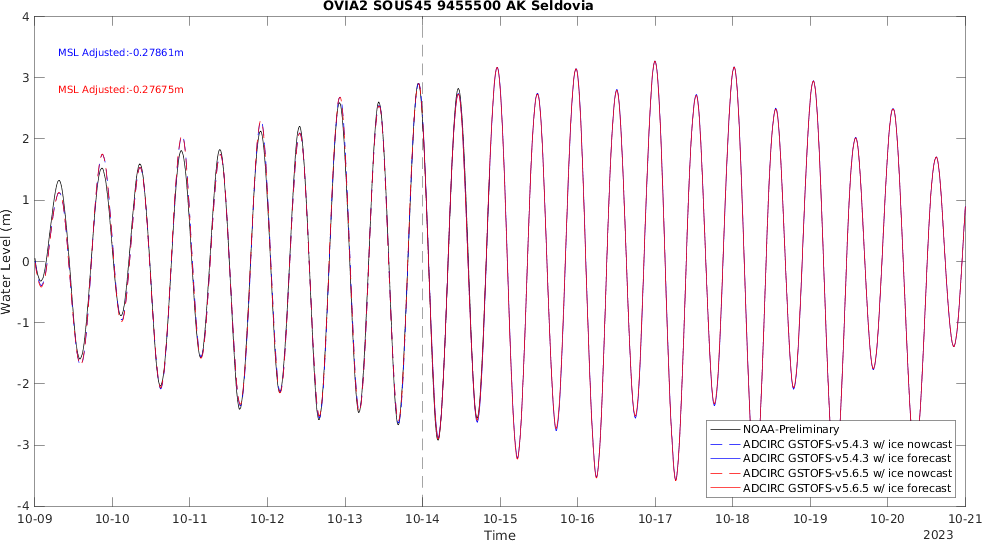 OVIA2 SOUS45 9455500 AK Seldovia
MSL Adjusted:-0.27861m
MSL Adjusted:-0.27675m
Water Level (m)
4
3
2
1
0
-1
-2
-3
-4
NOAA-Preliminary
ADCIRC GSTOFS-v5.4.3 w/ ice nowcast
ADCIRC GSTOFS-v5.4.3 w/ ice forecast
ADCIRC GSTOFS-v5.6.5 w/ ice nowcast
ADCIRC GSTOFS-v5.6.5 w/ ice forecast
10-09 10-10 10-11 10-12 10-13 10-14 10-15 10-16 10-17 10-18 10-19 10-20 10-21
Time
2023